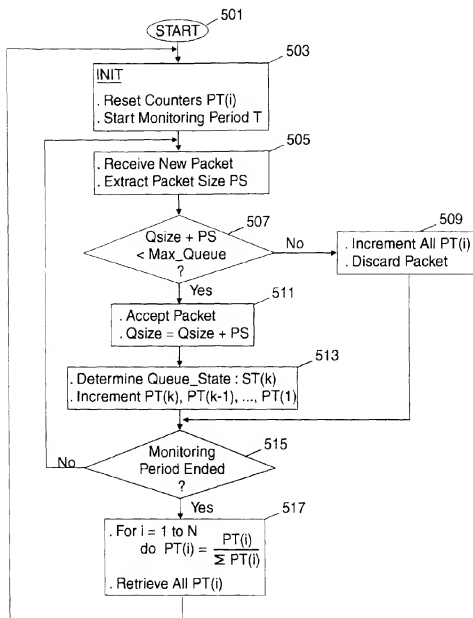 START
501
503
INIT
. Reset Counters PT(i)
. Start Monitoring Period T
505
. Receive New Packet
. Extract Packet Size PS
507
Qsize + PS
< Max_Queue
?
No
Yes
509
. Increment All PT(i)
. Discard Packet
511
. Accept Packet
. Qsize = Qsize + PS
513
. Determine Queue_State : ST(k)
. Increment PT(k), PT(k-1), ..., PT(1)
515
Monitoring
Period Ended
?
No
Yes
517
. For i = 1 to N
do PT(i) = PT(i) / Σ PT(i)
. Retrieve All PT(i)